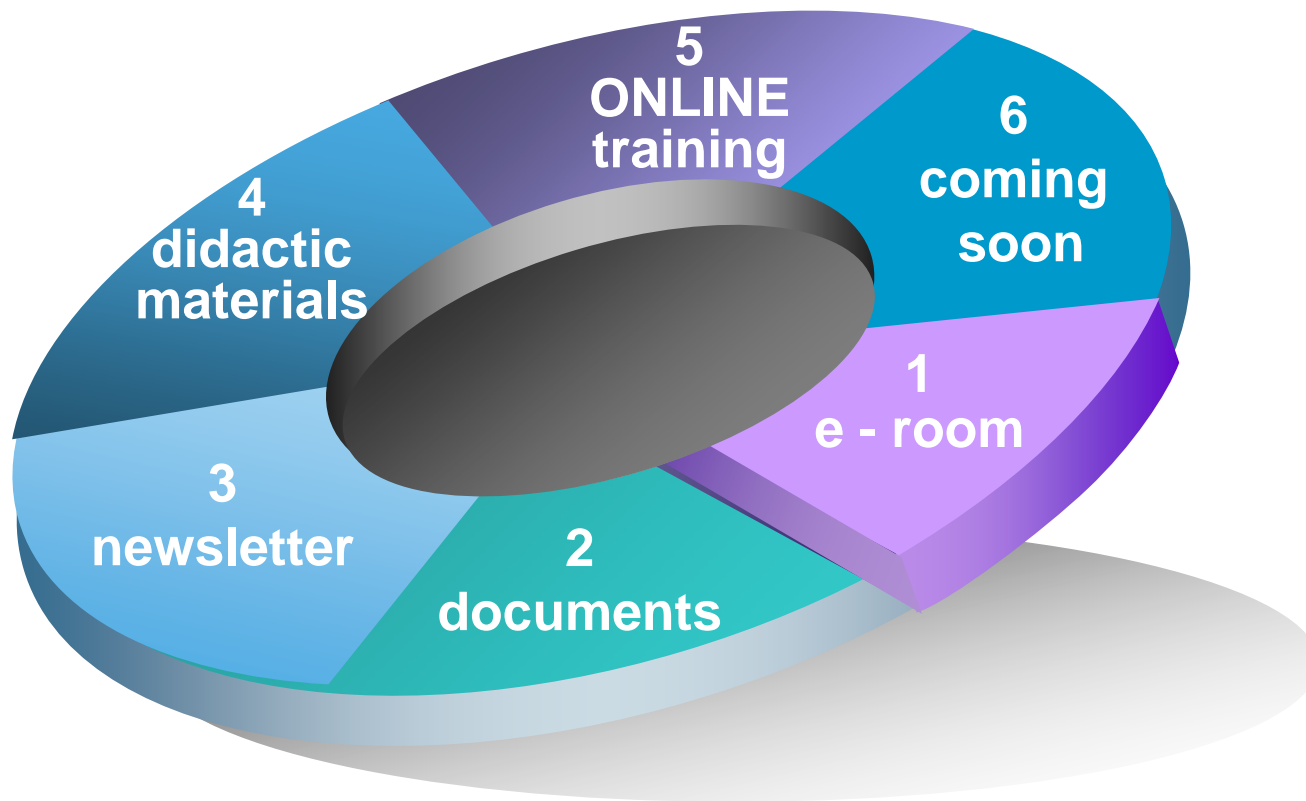 1
e - room
2
documents
3
newsletter
4
didactic
materials
5
ONLINE
training
6
coming
soon